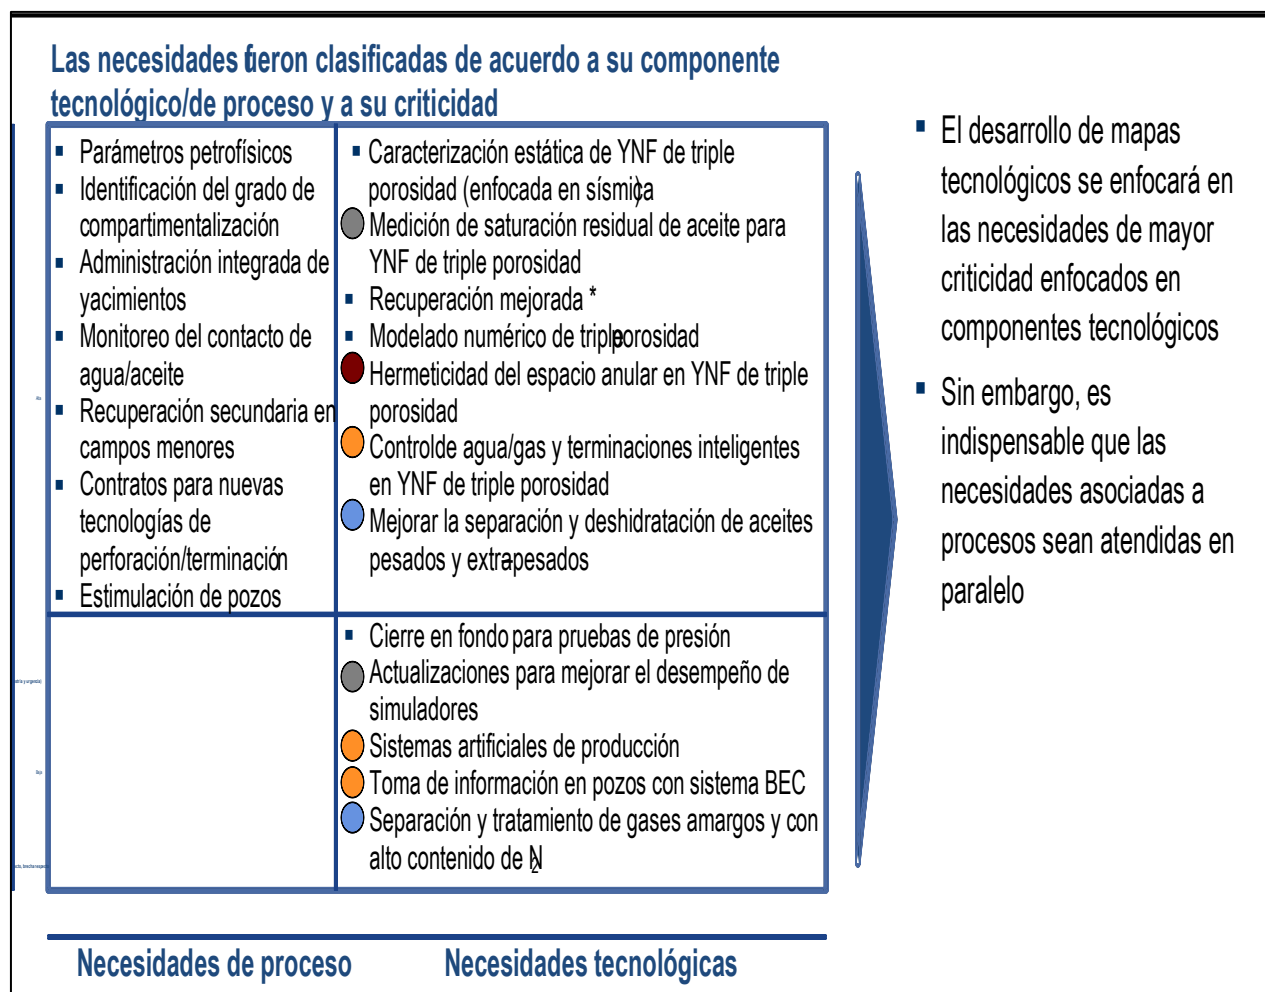 Las necesidades fueron clasificadas de acuerdo a su componente
tecnológico/de proceso y a su criticidad
Parámetros petrofísicos
Identificación del grado de
compartimentalización
Administración integrada de
yacimientos
Monitoreo del contacto de
agua/aceite
Recuperación secundaria en
campos menores
Contratos para nuevas
tecnologías de
perforación/terminación
Estimulación de pozos
Caracterización estática de YNF de triple
porosidad (enfocada en sísmica)
Medición de saturación residual de aceite para
YNF de triple porosidad
Recuperación mejorada *
Modelado numérico de triple porosidad
Hermeticidad del espacio anular en YNF de triple
porosidad
Control de agua/gas y terminaciones inteligentes
en YNF de triple porosidad
Mejorar la separación y deshidratación de aceites
pesados y extra-pesados
Cierre en fondo para pruebas de presión
Actualizaciones para mejorar el desempeño de
simuladores
Sistemas artificiales de producción
Toma de información en pozos con sistema BEC
Separación y tratamiento de gases amargos y con
alto contenido de N2
Necesidades de proceso
Necesidades tecnológicas
El desarrollo de mapas
tecnológicos se enfocará en
las necesidades de mayor
criticidad enfocados en
componentes tecnológicos
Sin embargo, es
indispensable que las
necesidades asociadas a
procesos sean atendidas en
paralelo